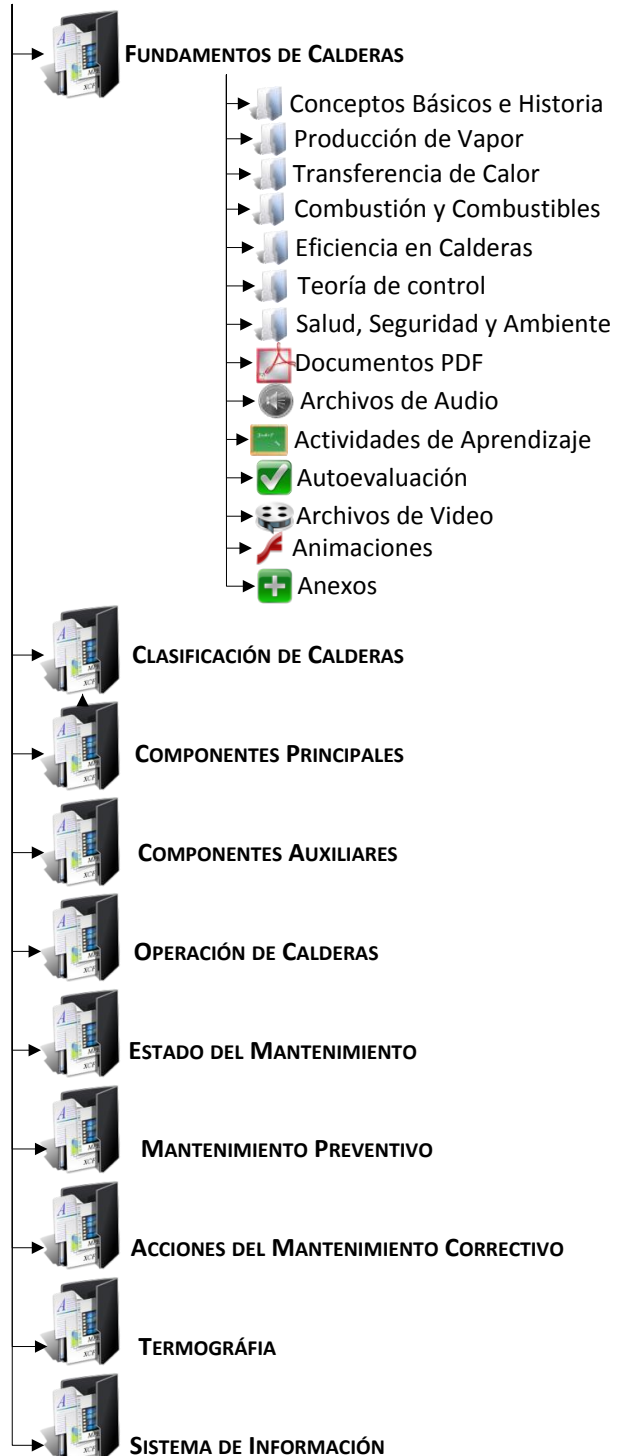 FUNDAMENTOS DE CALDERAS
Conceptos Básicos e Historia
Producción de Vapor
Transferencia de Calor
Combustión y Combustibles
Eficiencia en Calderas
Teoría de control
Salud, Seguridad y Ambiente
Documentos PDF
Archivos de Audio
Actividades de Aprendizaje
Autoevaluación
Archivos de Video
Animaciones
Anexos
CLASIFICACIÓN DE CALDERAS
COMPONENTES PRINCIPALES
COMPONENTES AUXILIARES
OPERACIÓN DE CALDERAS
ESTADO DEL MANTENIMIENTO
MANTENIMIENTO PREVENTIVO
ACCIONES DEL MANTENIMIENTO CORRECTIVO
TERMOGRÁFIA
SISTEMA DE INFORMACIÓN